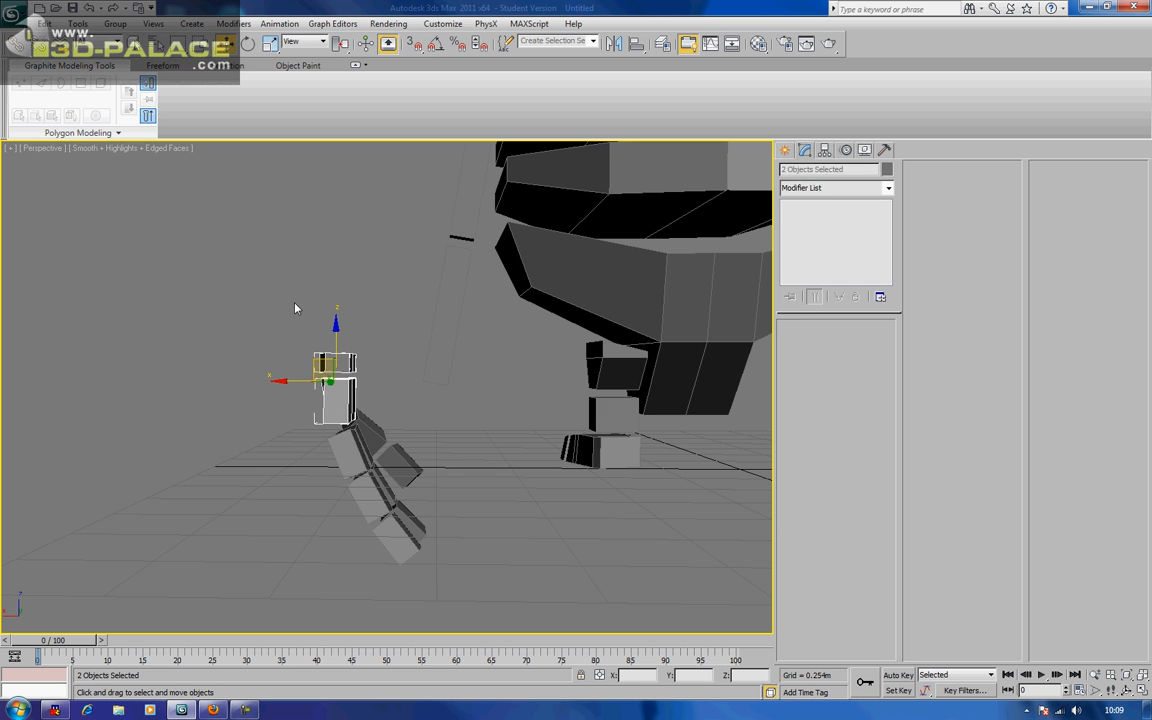 Autodesk 3ds Max 2011 x64 - Student Version Untitled
Type a keyword or phrase
Edit Tools Group Views Create Modifiers Animation Graph Editors Rendering Customize PhysX MAXScript Help
www.
3D-PALACE
.com
View
Create Selection Se
Graphite Modeling Tools Freeform Object Paint
Polygon Modeling
[ + ] [ Perspective ] [ Smooth + Highlights + Edged Faces ]
2 Objects Selected
Modifier List
z
x
z
x
y
0 / 100
0 5 10 15 20 25 30 35 40 45 50 55 60 65 70 75 80 85 90 95 100
2 Objects Selected X: Y: Z: Grid = 0.254m Auto Key Selected
Click and drag to select and move objects Add Time Tag Set Key Key Filters... 0
10:09